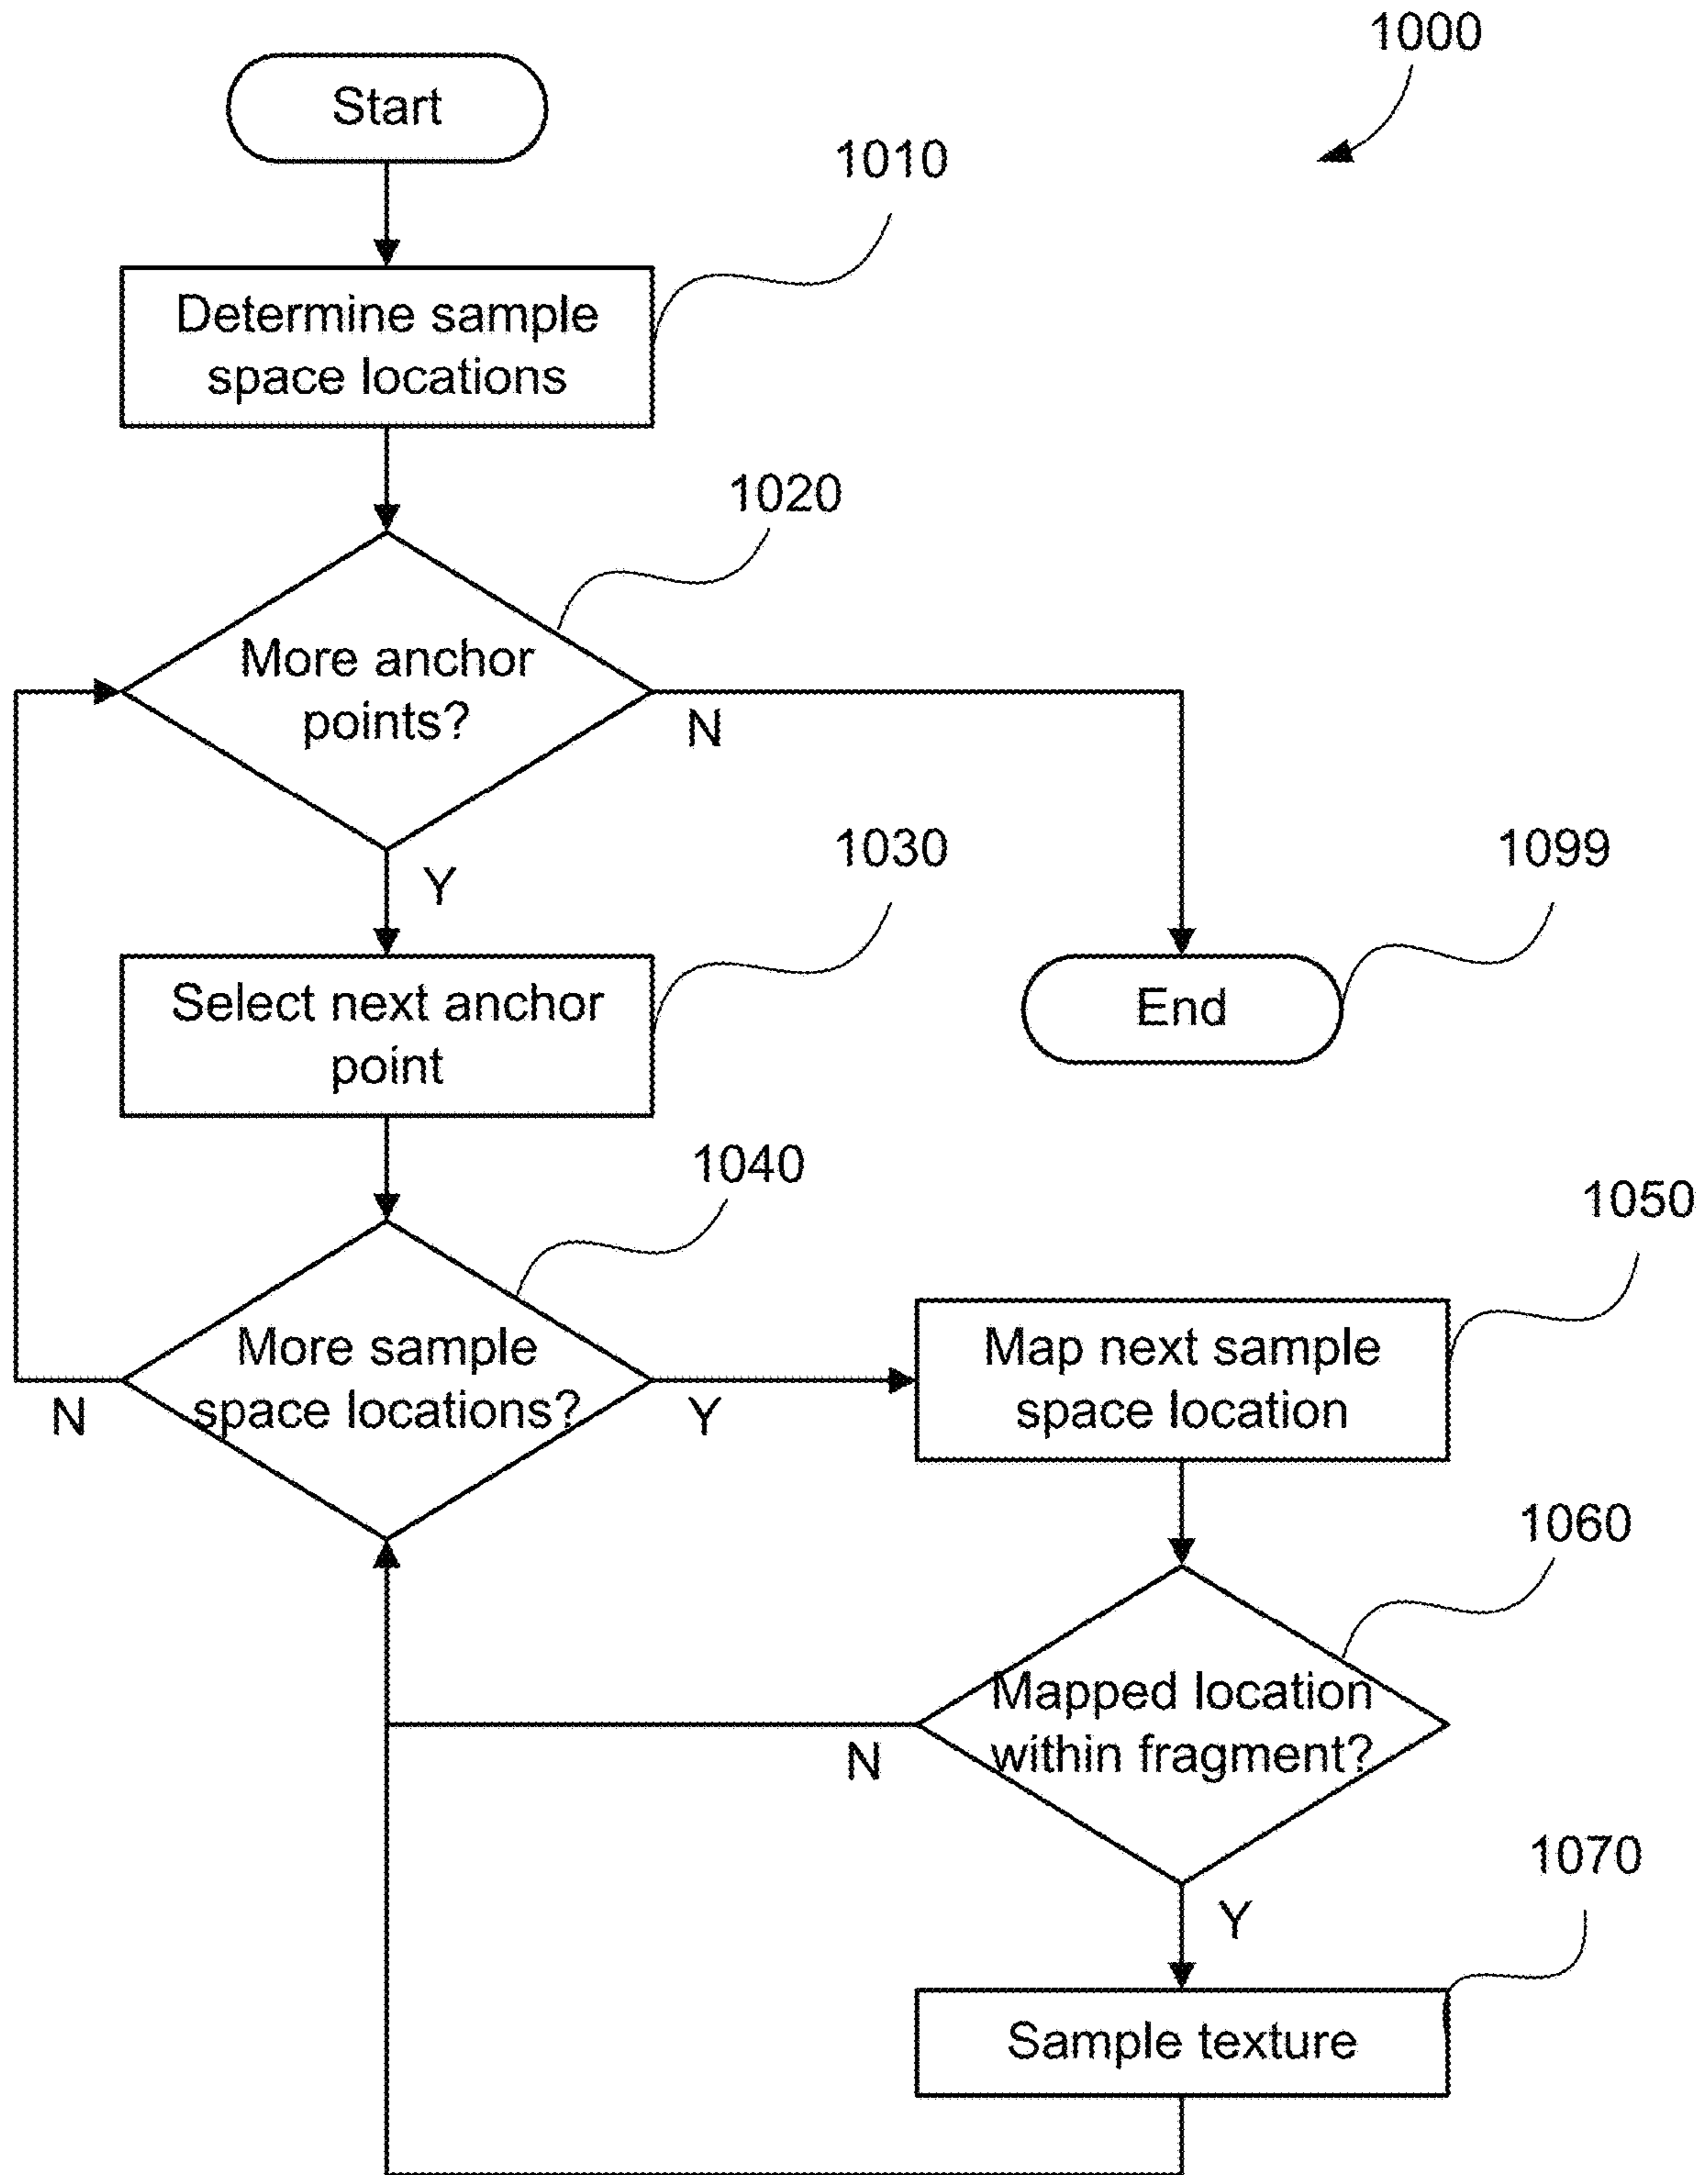 1000
Start
1010
Determine sample
space locations
1020
More anchor
points?
N
Y
1030
1099
Select next anchor
point
End
1040
1050
More sample
space locations?
N
Y
Map next sample
space location
1060
Mapped location
within fragment?
N
Y
1070
Sample texture